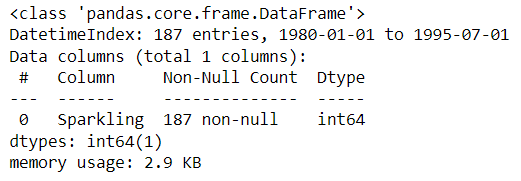 <class 'pandas.core.frame.DataFrame'>
DatetimeIndex: 187 entries, 1980-01-01 to 1995-07-01
Data columns (total 1 columns):
 #   Column     Non-Null Count  Dtype
---  ------     --------------  -----
 0   Sparkling  187 non-null    int64
dtypes: int64(1)
memory usage: 2.9 KB